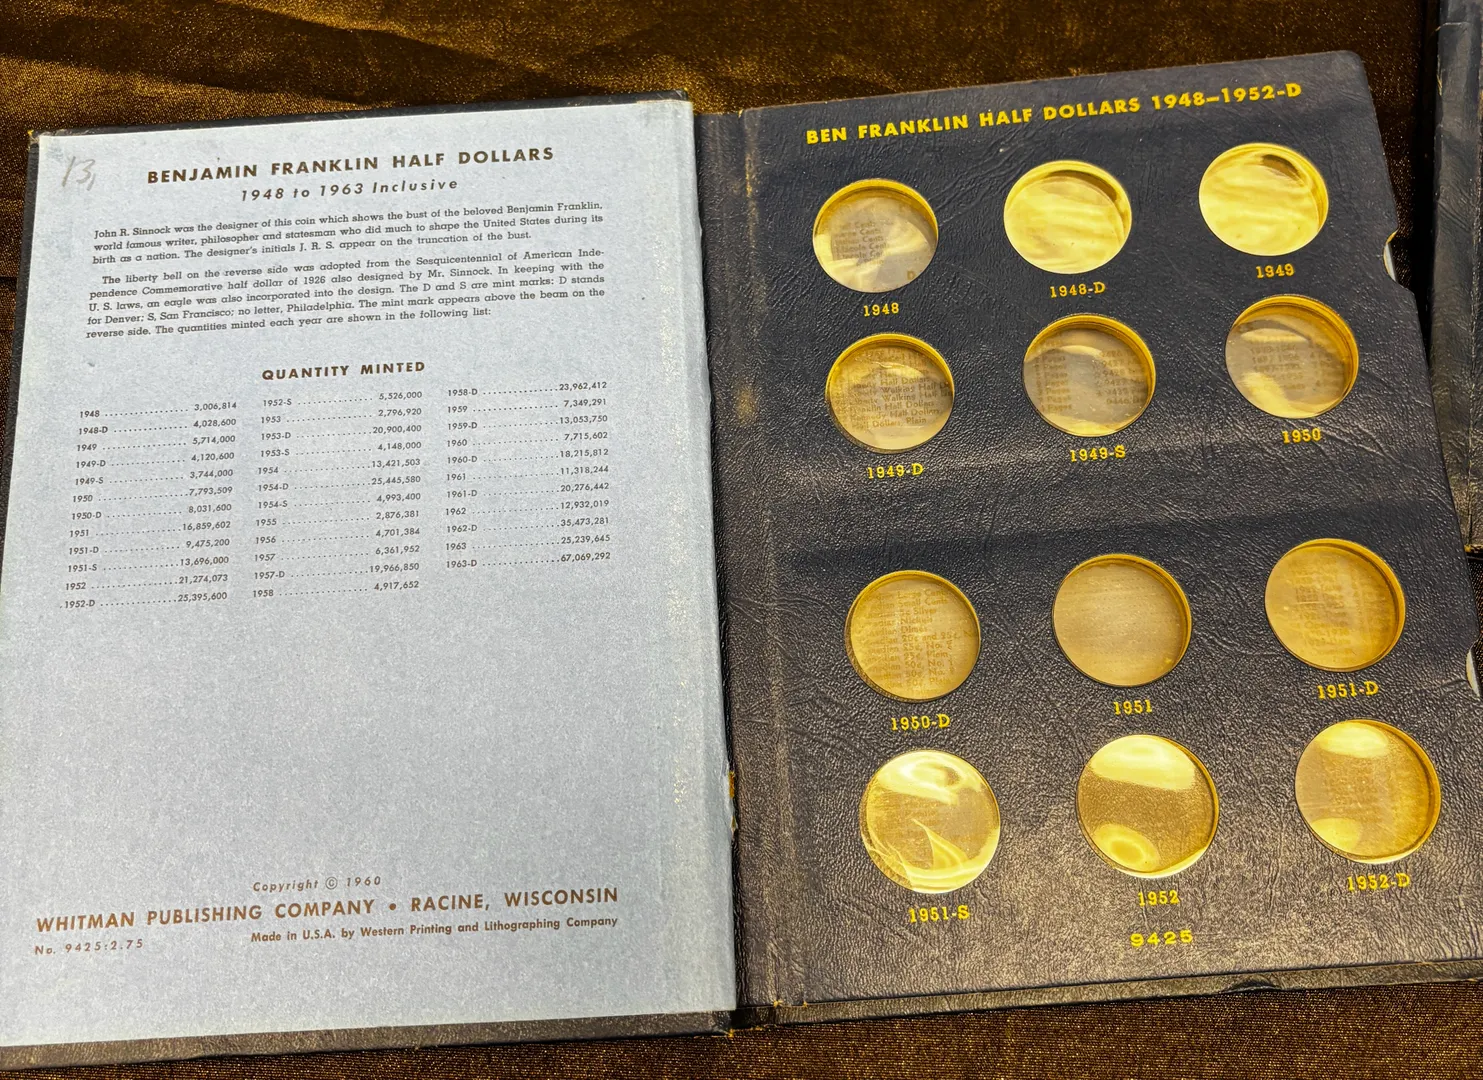 13,
BENJAMIN FRANKLIN HALF DOLLARS
1948 to 1963 Inclusive
John R. Sinnock was the designer of this coin which shows the bust of the beloved Benjamin Franklin,
world famous writer, philosopher and statesman who did much to shape the United States during its
birth as a nation. The designer's initials J. R. S. appear on the truncation of the bust.
The liberty bell on the reverse side was adopted from the Sesquicentennial of American Inde-
pendence Commemorative half dollar of 1926 also designed by Mr. Sinnock. In keeping with the
U. S. laws, an eagle was also incorporated into the design. The D and S are mint marks: D stands
for Denver; S, San Francisco; no letter, Philadelphia. The mint mark appears above the beam on the
reverse side. The quantities minted each year are shown in the following list:
QUANTITY MINTED
1948 3,006,814
1948-D 4,028,600
1949 5,714,000
1949-D 4,120,600
1949-S 3,744,000
1950 7,793,509
1950-D 8,031,600
1951 16,859,602
1951-D 9,475,200
1951-S 13,696,000
1952 21,274,073
1952-D 25,395,600
1952-S 5,526,000
1953 2,796,920
1953-D 20,900,400
1953-S 4,148,000
1954 13,421,503
1954-D 25,445,580
1954-S 4,993,400
1955 2,876,381
1956 4,701,384
1957 6,361,952
1957-D 19,966,850
1958 4,917,652
1958-D 23,962,412
1959 7,349,291
1959-D 13,053,750
1960 7,715,602
1960-D 18,215,812
1961 11,318,244
1961-D 20,276,442
1962 12,932,019
1962-D 35,473,281
1963 25,239,645
1963-D 67,069,292
Copyright © 1960
WHITMAN PUBLISHING COMPANY • RACINE, WISCONSIN
No. 9425:2.75
Made in U.S.A. by Western Printing and Lithographing Company
BEN FRANKLIN HALF DOLLARS 1948–1952-D
1948
1948-D
1949
1949-D
1949-S
1950
1950-D
1951
1951-D
1951-S
1952
1952-D
9425